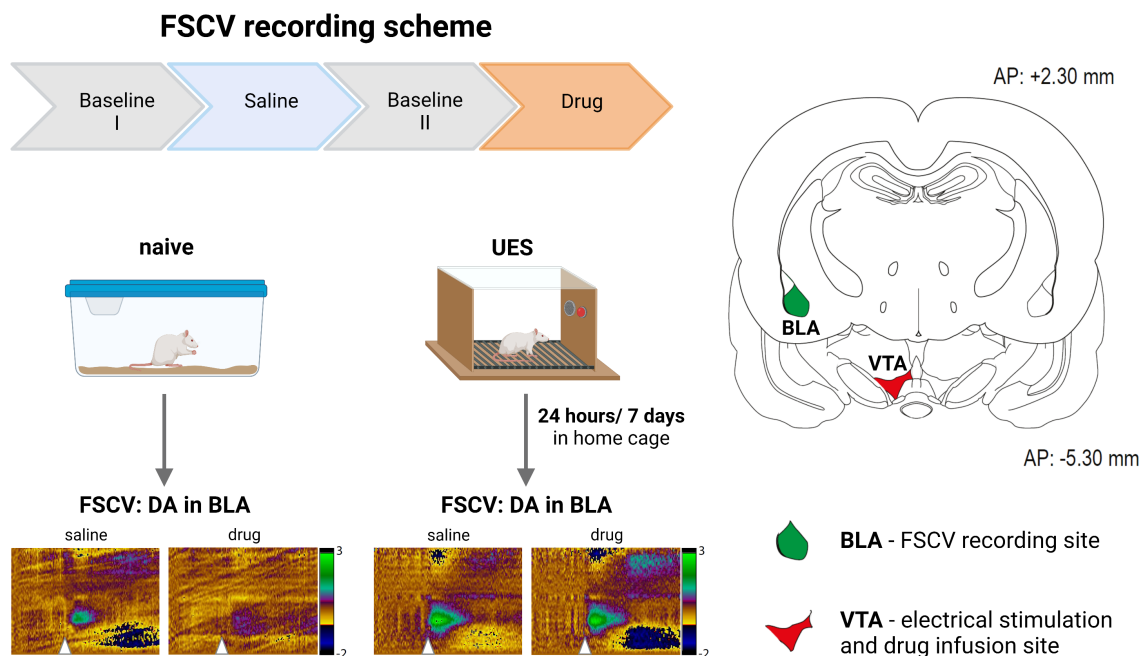 FSCV recording scheme
Baseline
I
Saline
Baseline
II
Drug
naive
UES
24 hours/ 7 days
in home cage
FSCV: DA in BLA
saline
drug
3
-2
FSCV: DA in BLA
saline
drug
3
-2
AP: +2.30 mm
BLA
VTA
AP: -5.30 mm
BLA - FSCV recording site
VTA - electrical stimulation
and drug infusion site